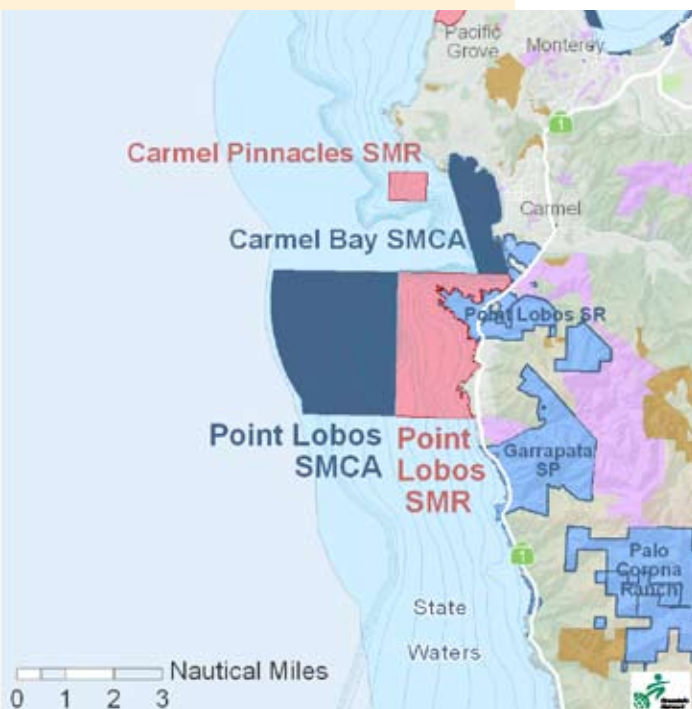 Pacific
Grove
Monterey
1
Carmel Pinnacles SMR
Carmel
Carmel Bay SMCA
Point Lobos SR
Point Lobos
SMCA
Point
Lobos
SMR
Garrapata
SP
1
Palo
Corona
Ranch
State
Waters
Nautical Miles
0 1 2 3